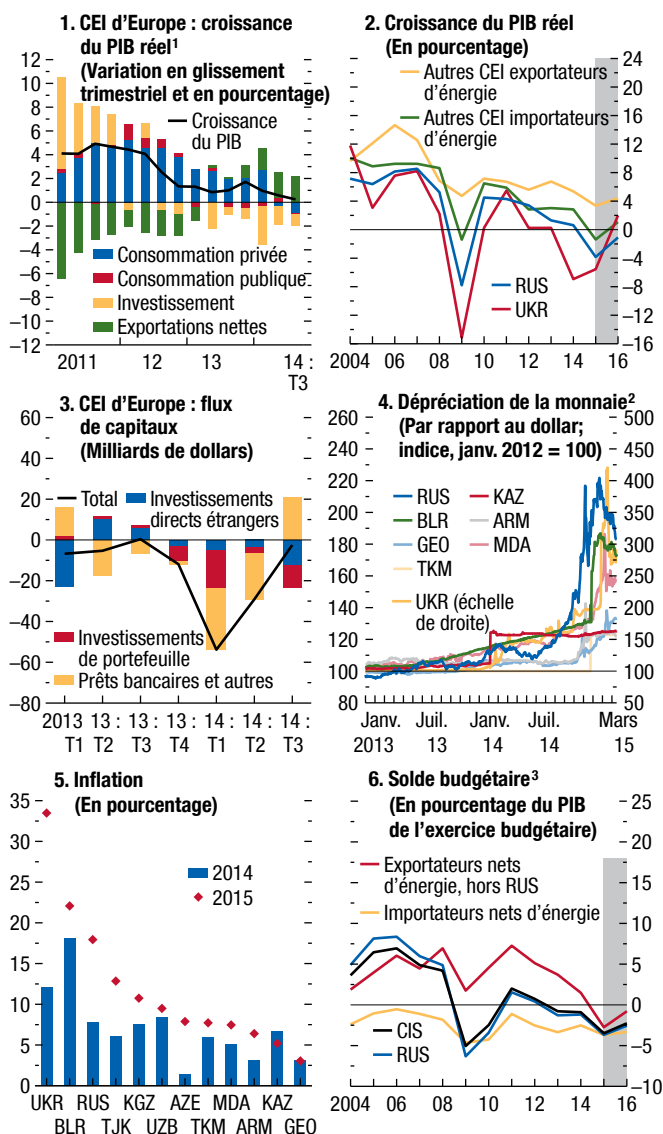 1. CEI d'Europe : croissance
du PIB réel¹
(Variation en glissement
trimestriel et en pourcentage)
Croissance
du PIB
Consommation privée
Consommation publique
Investissement
Exportations nettes
12
10
8
6
4
2
0
–2
–4
–6
–8
–10
–12
2011 12 13 14 :
T3
2. Croissance du PIB réel
(En pourcentage)
Autres CEI exportateurs
d'énergie
Autres CEI importateurs
d'énergie
RUS
UKR
24
20
16
12
8
4
0
–4
–8
–12
–16
2004 06 08 10 12 14 16
3. CEI d'Europe : flux
de capitaux
(Milliards de dollars)
Total
Investissements
directs étrangers
Investissements
de portefeuille
Prêts bancaires et autres
60
40
20
0
–20
–40
–60
–80
2013 13 : 13 : 13 : 14 : 14 : 14 :
T1 T2 T3 T4 T1 T2 T3
4. Dépréciation de la monnaie²
(Par rapport au dollar;
indice, janv. 2012 = 100)
RUS KAZ
BLR ARM
GEO MDA
TKM
UKR (échelle
de droite)
260
240
220
200
180
160
140
120
100
80
500
450
400
350
300
250
200
150
100
50
Janv. Juil. Janv. Juil. Mars
2013 13 14 14 15
5. Inflation
(En pourcentage)
2014
2015
35
30
25
20
15
10
5
0
UKR RUS KGZ AZE MDA KAZ
BLR TJK UZB TKM ARM GEO
6. Solde budgétaire³
(En pourcentage du PIB
de l'exercice budgétaire)
Exportateurs nets
d'énergie, hors RUS
Importateurs nets d'énergie
CIS
RUS
25
20
15
10
5
0
–5
–10
2004 06 08 10 12 14 16